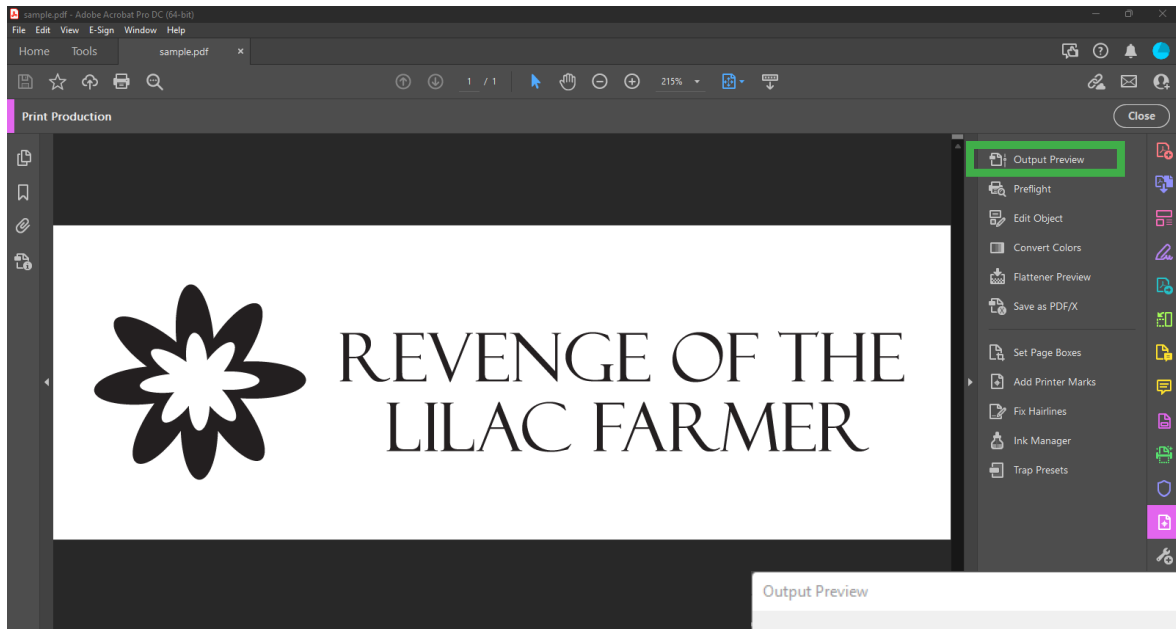 sample.pdf - Adobe Acrobat Pro DC (64-bit)
File Edit View E-Sign Window Help
Home Tools sample.pdf ×
1 / 1 215%
Print Production Close
Output Preview
Preflight
Edit Object
Convert Colors
Flattener Preview
Save as PDF/X
Set Page Boxes
Add Printer Marks
Fix Hairlines
Ink Manager
Trap Presets
REVENGE OF THE
LILAC FARMER
Output Preview